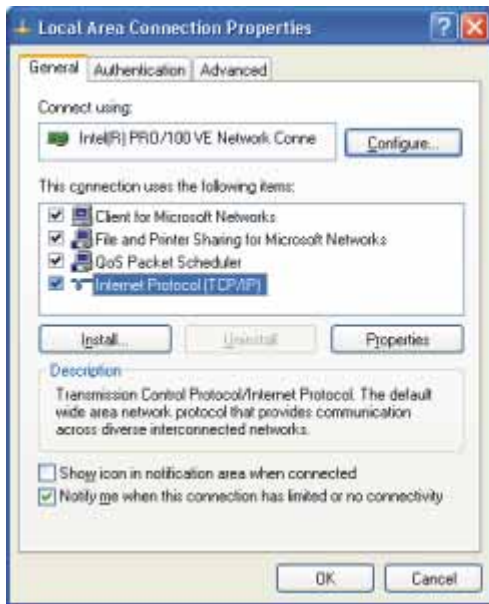 Local Area Connection Properties
General Authentication Advanced
Connect using:
Intel(R) PRO/100 VE Network Conne Configure...
This connection uses the following items:
Client for Microsoft Networks
File and Printer Sharing for Microsoft Networks
QoS Packet Scheduler
Internet Protocol (TCP/IP)
Install... Uninstall Properties
Description
Transmission Control Protocol/Internet Protocol. The default
wide area network protocol that provides communication
across diverse interconnected networks.
Show icon in notification area when connected
Notify me when this connection has limited or no connectivity
OK Cancel